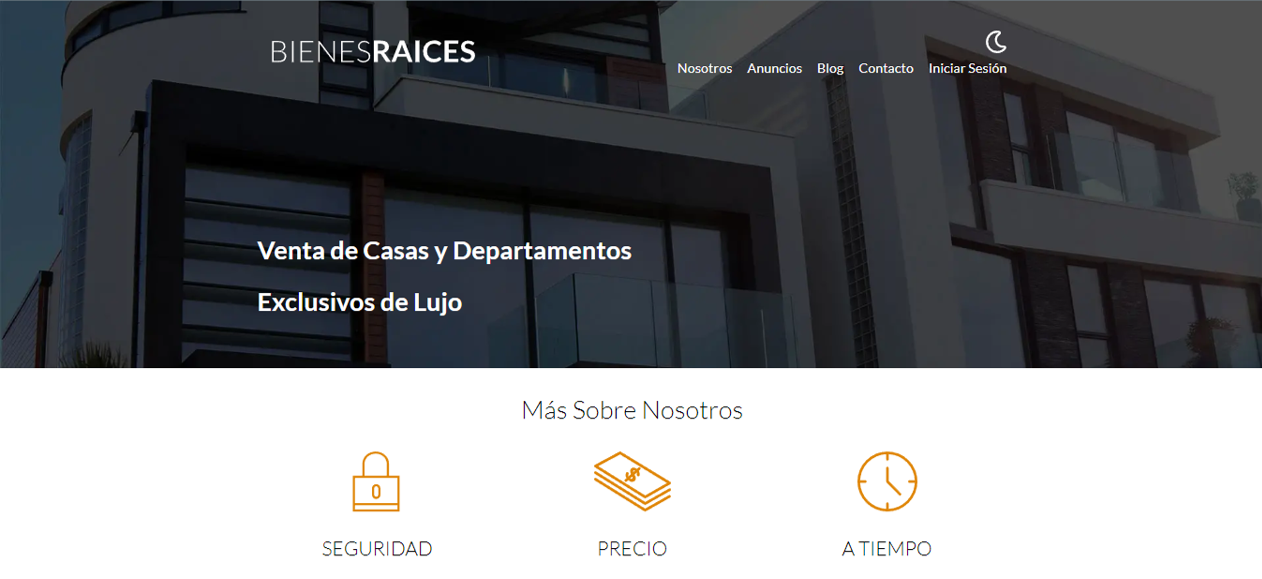 BIENESRAICES
Nosotros Anuncios Blog Contacto Iniciar Sesión
Venta de Casas y Departamentos
Exclusivos de Lujo
Más Sobre Nosotros
$
0
SEGURIDAD PRECIO A TIEMPO